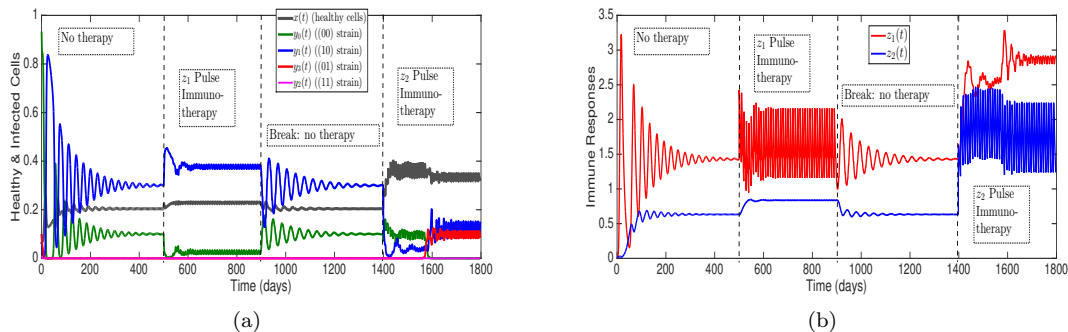 x(t) (healthy cells)
y₀(t) ((00) strain)
y₁(t) ((10) strain)
y₃(t) ((01) strain)
y₂(t) ((11) strain)
No therapy
z₁ Pulse
Immuno-
therapy
Break: no therapy
z₂ Pulse
Immuno-
therapy
Healthy & Infected Cells
1
0.8
0.6
0.4
0.2
0
0 200 400 600 800 1000 1200 1400 1600 1800
Time (days)
(a)
z₁(t)
z₂(t)
No therapy
z₁ Pulse
Immuno-
therapy
Break: no therapy
z₂ Pulse
Immuno-
therapy
Immune Responses
3.5
3
2.5
2
1.5
1
0.5
0
0 200 400 600 800 1000 1200 1400 1600 1800
Time (days)
(b)